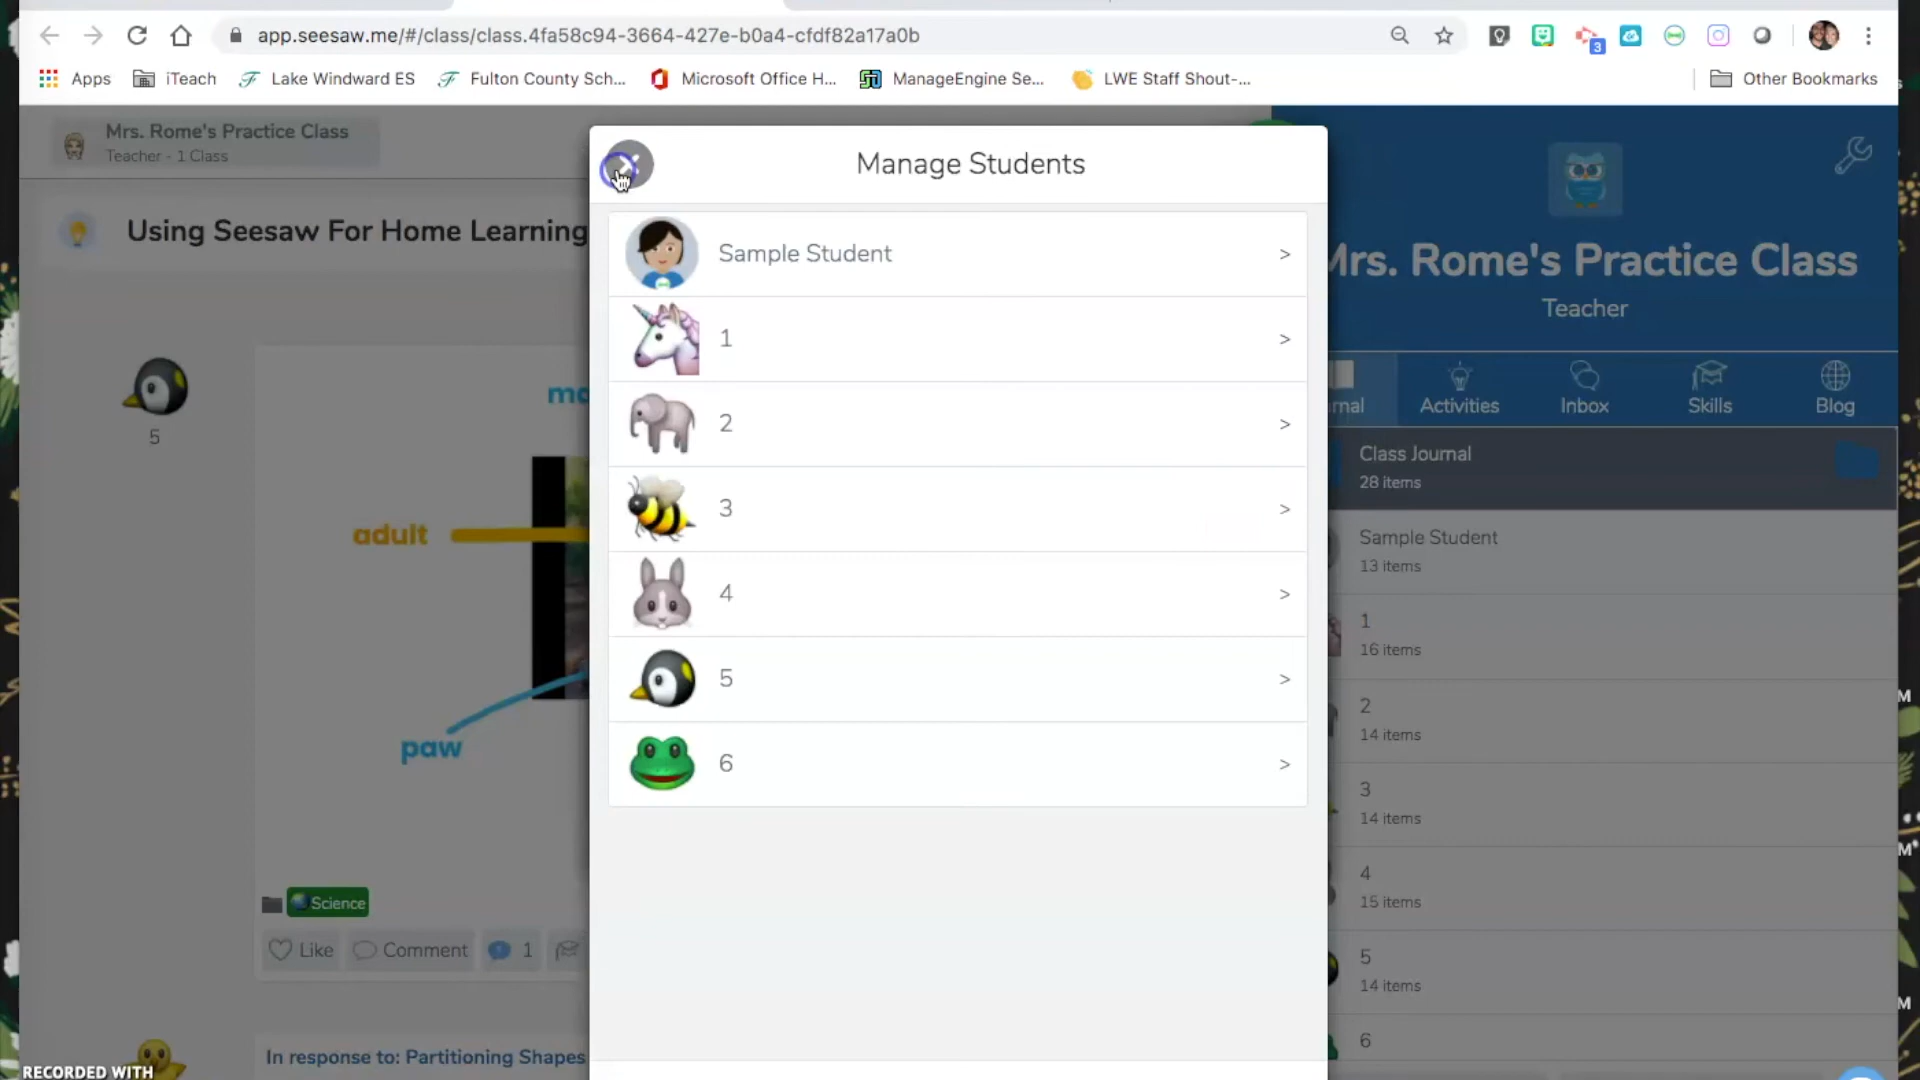 app.seesaw.me/#/class/class.4fa58c94-3664-427e-b0a4-cfdf82a17a0b
3
Apps
iTeach
Lake Windward ES
Fulton County Sch...
Microsoft Office H...
ManageEngine Se...
LWE Staff Shout-...
Other Bookmarks
Mrs. Rome's Practice Class
Teacher - 1 Class
Using Seesaw For Home Learning
5
adult
paw
Science
Like
Comment
1
In response to: Partitioning Shapes
RECORDED WITH
Manage Students
Sample Student >
1 >
2 >
3 >
4 >
5 >
6 >
Mrs. Rome's Practice Class
Teacher
Activities
Inbox
Skills
Blog
Class Journal
28 items
Sample Student
13 items
1
16 items
2
14 items
3
14 items
4
15 items
5
14 items
6